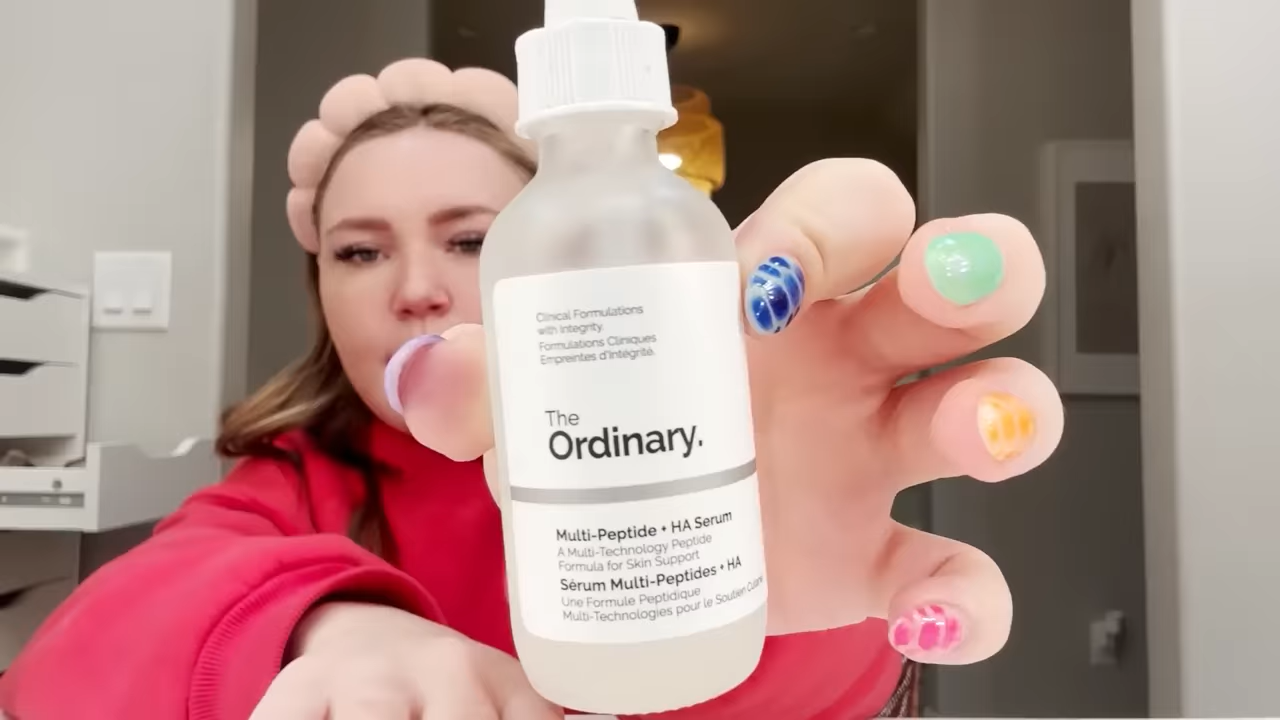 Clinical Formulations
with Integrity.
Formulations Cliniques
Empreintes d'Intégrité.
The
Ordinary.
Multi-Peptide + HA Serum
A Multi-Technology Peptide
Formula for Skin Support
Sérum Multi-Peptides + HA
Une Formule Peptidique
Multi-Technologies pour le Soutien Cutané